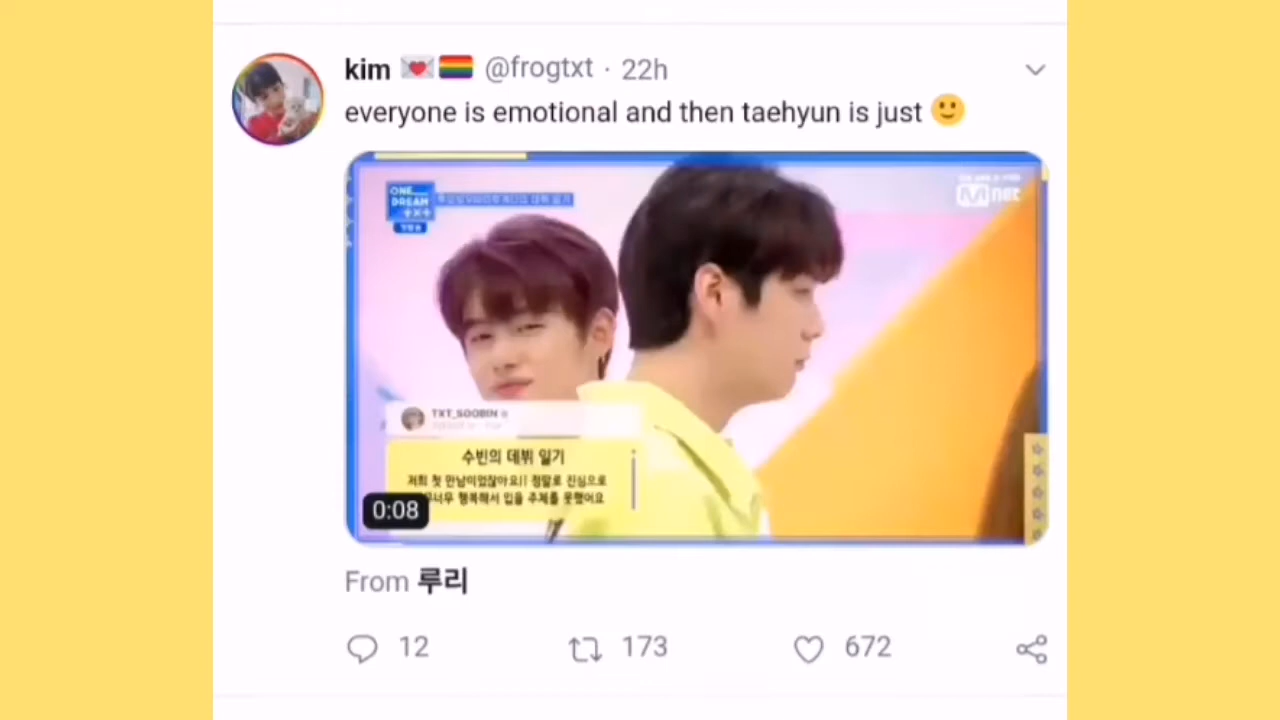 kim 💌🏳️‍🌈 @frogtxt · 22h
everyone is emotional and then taehyun is just 🙂
ONE
DREAM
TXT
Mnet
TXT_SOOBIN
수빈의 데뷔 일기
저희 첫 만남이었잖아요!! 정말로 진심으로
너무 행복해서 입을 주체를 못했어요
0:08
From 루리
12 173 672